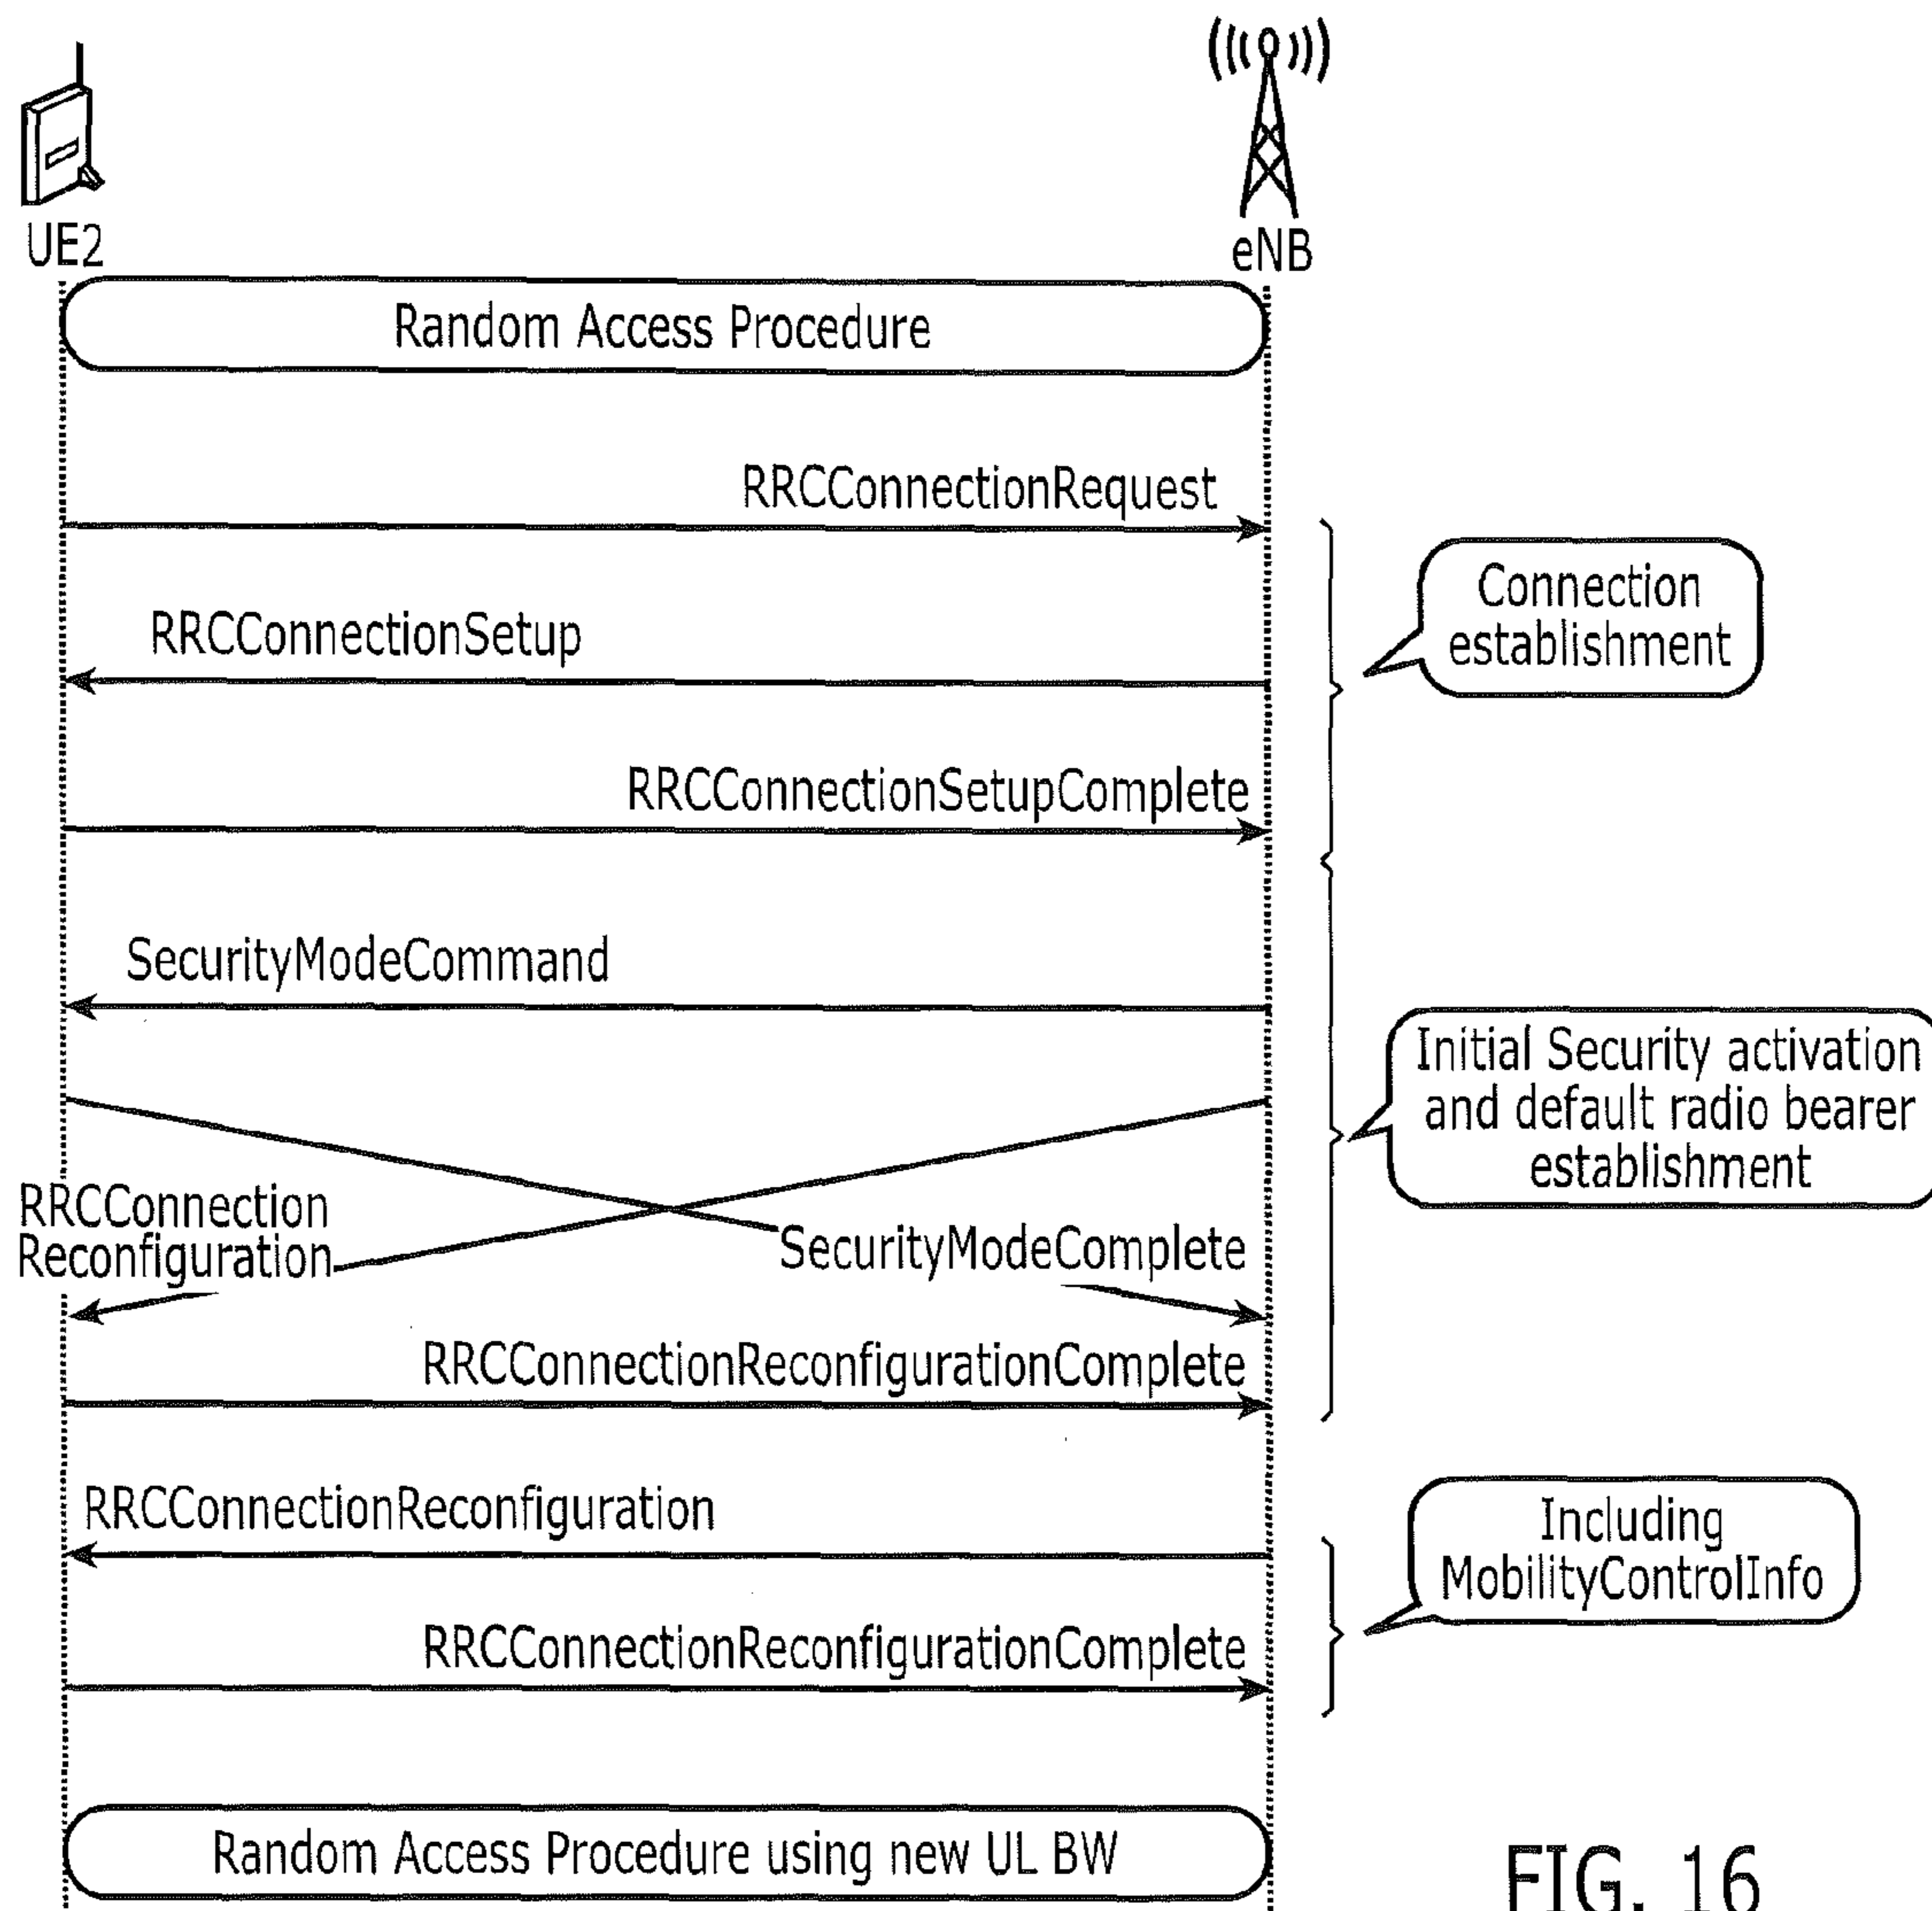 UE2
eNB
Random Access Procedure
RRCConnectionRequest
Connection
establishment
RRCConnectionSetup
RRCConnectionSetupComplete
SecurityModeCommand
Initial Security activation
and default radio bearer
establishment
RRCConnection
Reconfiguration
SecurityModeComplete
RRCConnectionReconfigurationComplete
RRCConnectionReconfiguration
Including
MobilityControlInfo
RRCConnectionReconfigurationComplete
Random Access Procedure using new UL BW
FIG. 16